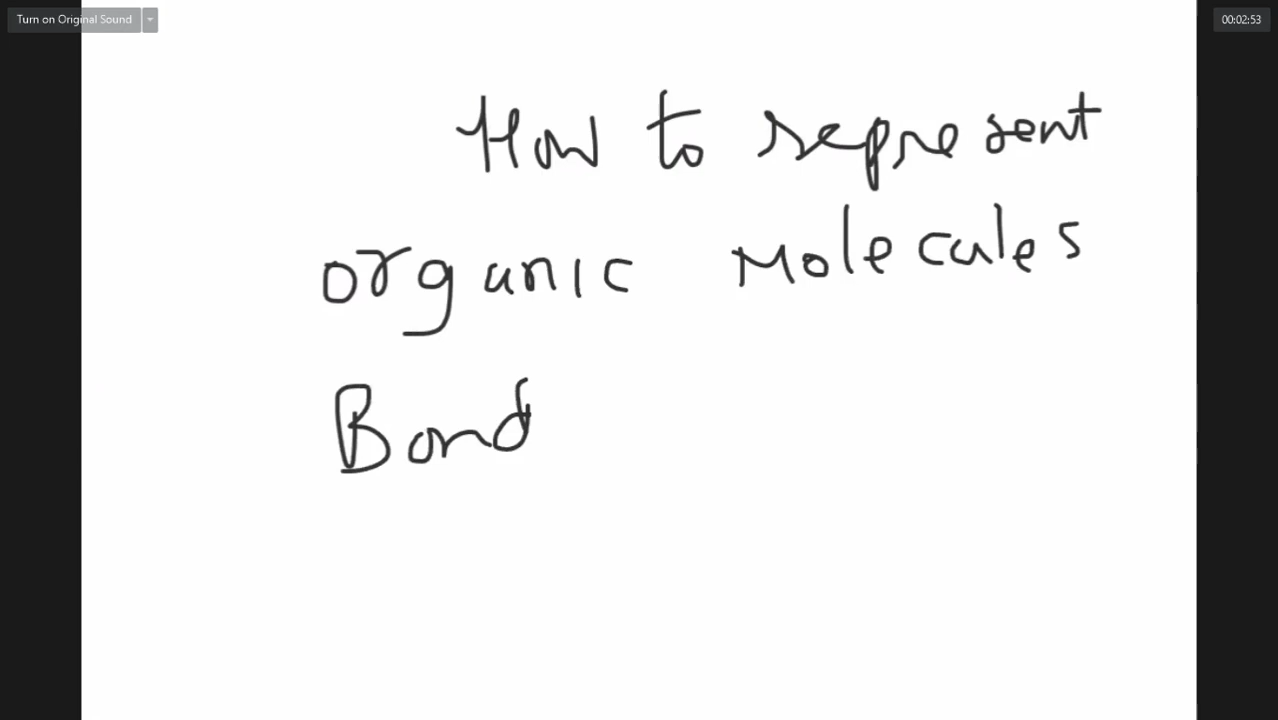 Turn on Original Sound
00:02:53
How to represent
organic Molecules
Bond